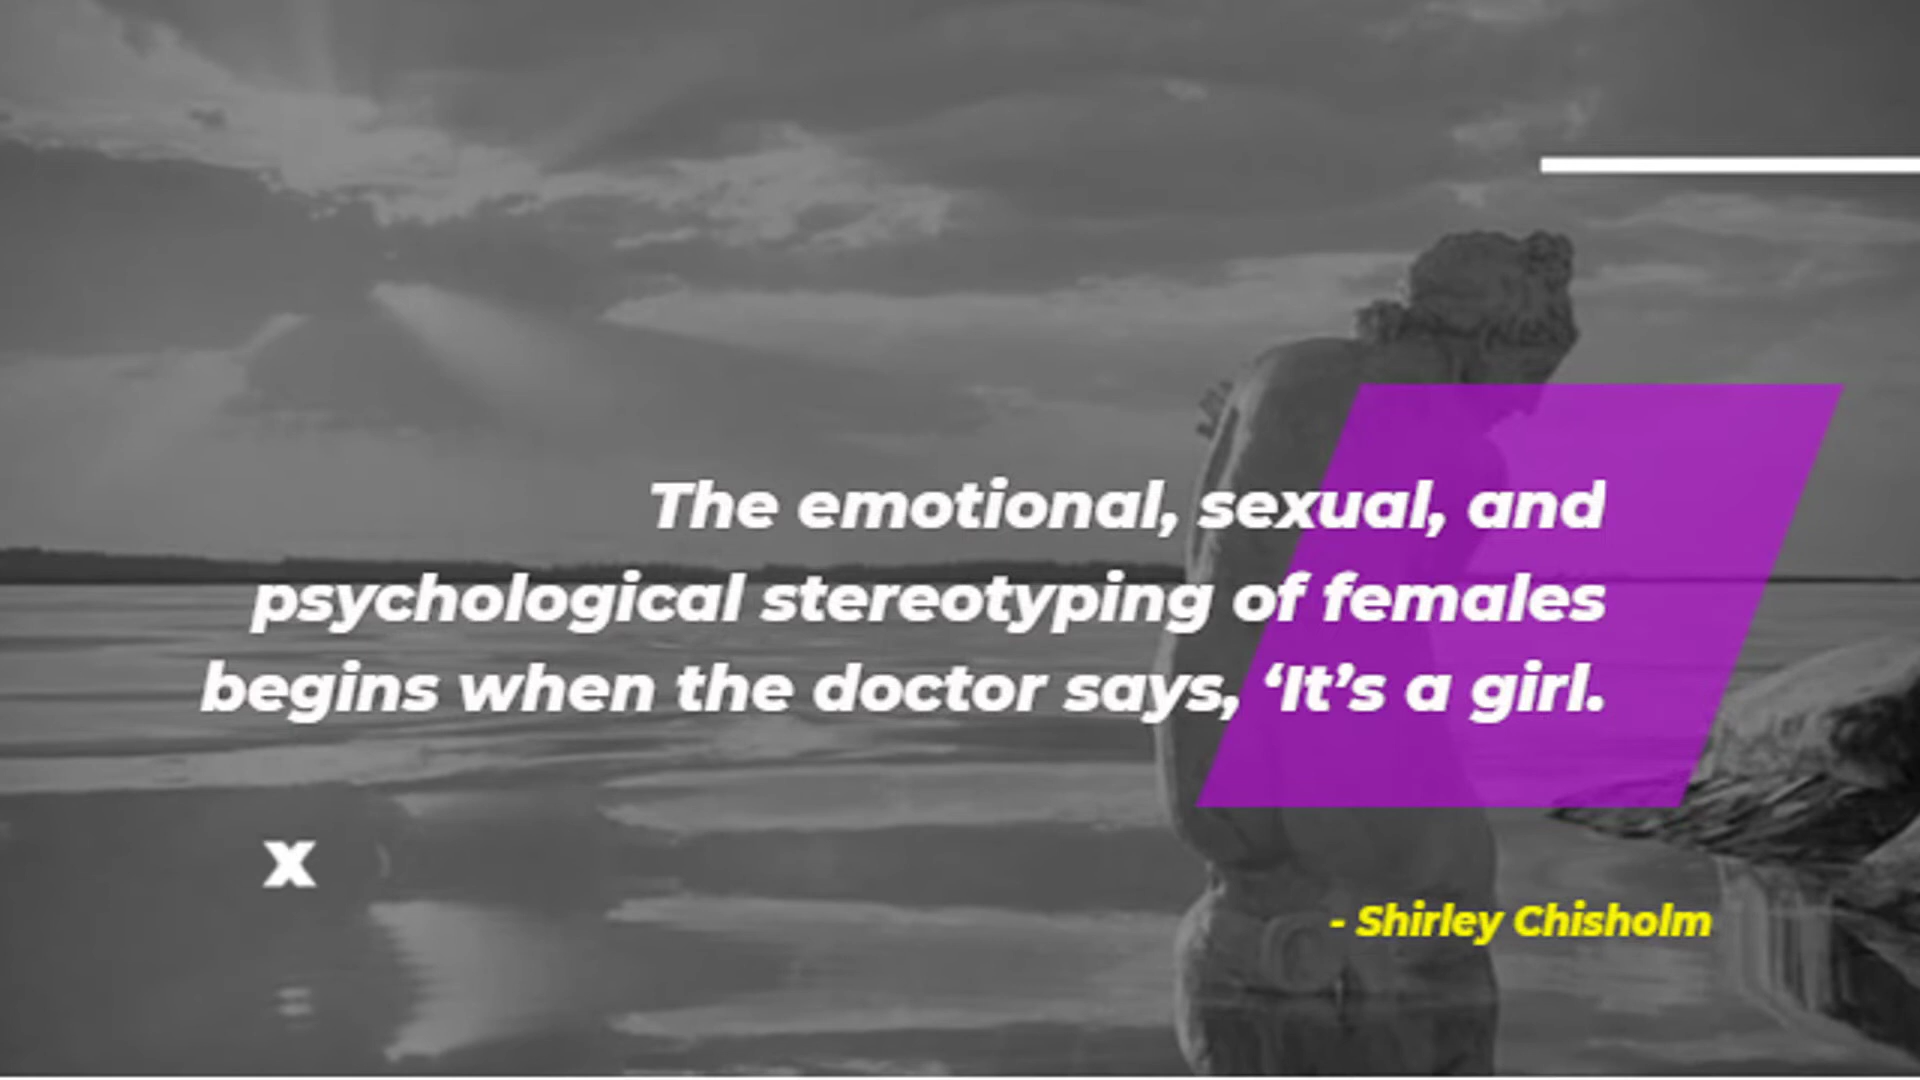 The emotional, sexual, and
psychological stereotyping of females
begins when the doctor says, ‘It’s a girl.
x
- Shirley Chisholm